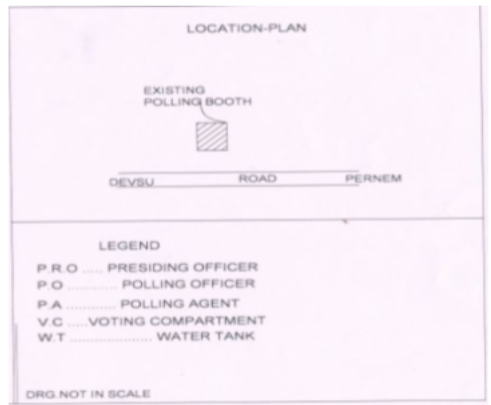 LOCATION-PLAN
EXISTING
POLLING BOOTH
DEVSU ROAD PERNEM
LEGEND
P.R.O ..... PRESIDING OFFICER
P.O ............ POLLING OFFICER
P.A ............ POLLING AGENT
V.C ....VOTING COMPARTMENT
W.T .................... WATER TANK
DRG.NOT IN SCALE